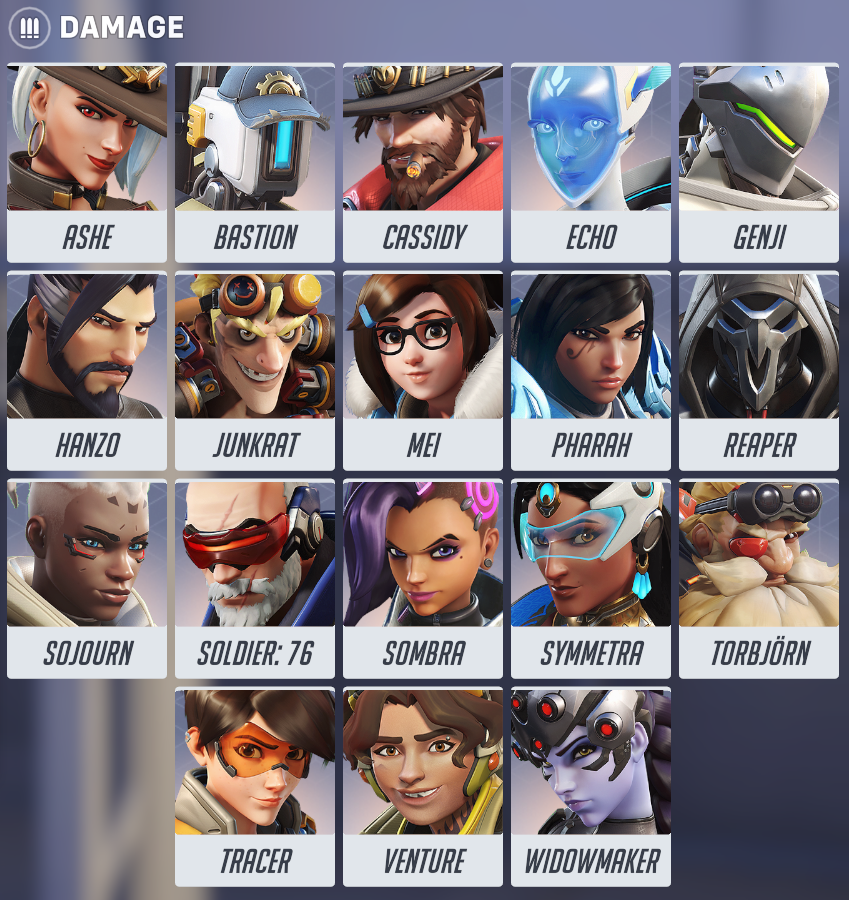 DAMAGE
ASHE
BASTION
CASSIDY
ECHO
GENJI
HANZO
JUNKRAT
MEI
PHARAH
REAPER
SOJOURN
SOLDIER: 76
SOMBRA
SYMMETRA
TORBJÖRN
TRACER
VENTURE
WIDOWMAKER